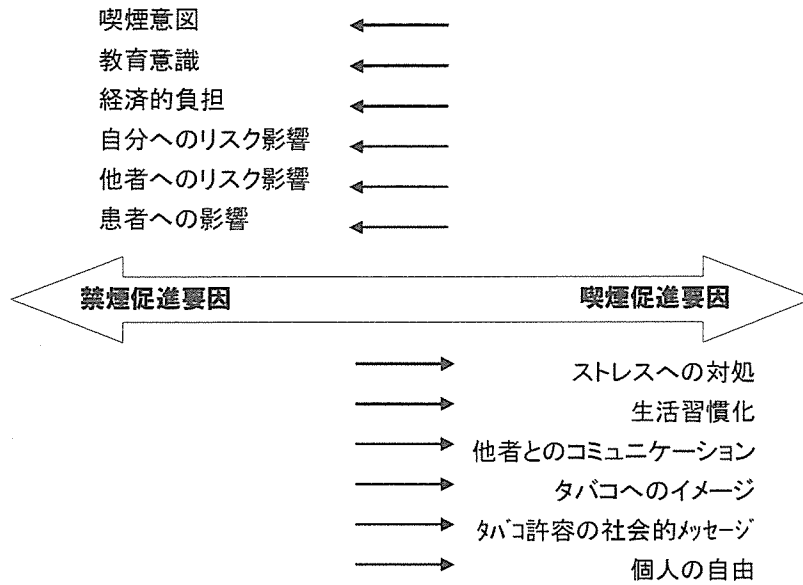 喫煙意図
教育意識
経済的負担
自分へのリスク影響
他者へのリスク影響
患者への影響
禁煙促進要因
喫煙促進要因
ストレスへの対処
生活習慣化
他者とのコミュニケーション
タバコへのイメージ
タバコ許容の社会的メッセージ
個人の自由